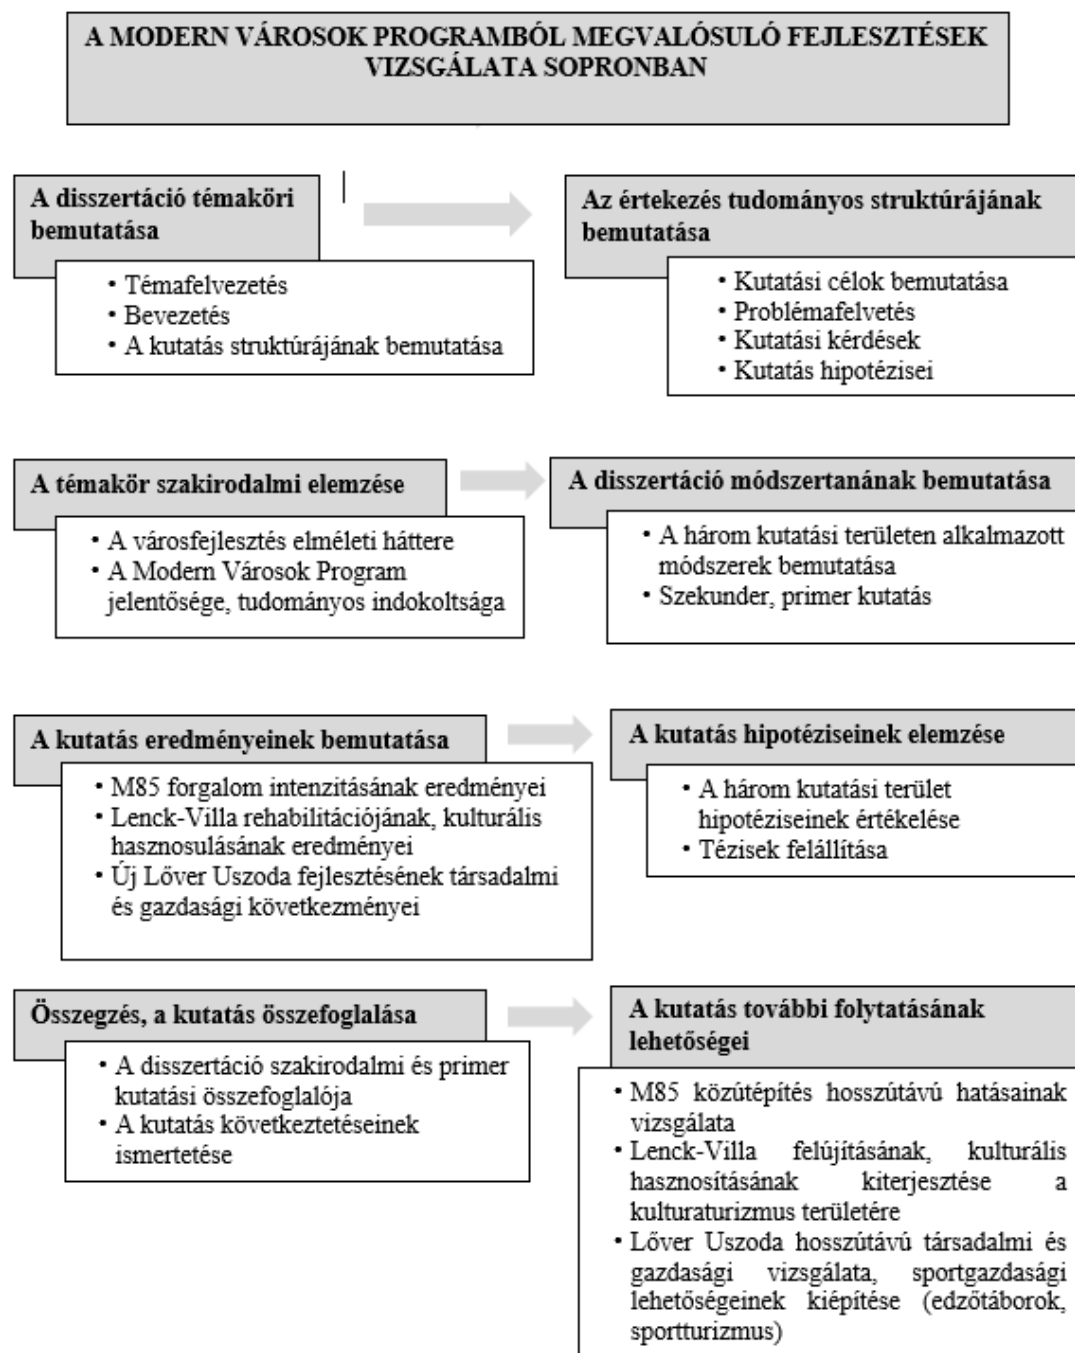 A MODERN VÁROSOK PROGRAMBÓL MEGVALÓSULÓ FEJLESZTÉSEK
VIZSGÁLATA SOPRONBAN
A disszertáció témaköri
bemutatása
• Témafelvezetés
• Bevezetés
• A kutatás struktúrájának bemutatása
Az értekezés tudományos struktúrájának
bemutatása
• Kutatási célok bemutatása
• Problémafelvetés
• Kutatási kérdések
• Kutatás hipotézisei
A témakör szakirodalmi elemzése
• A városfejlesztés elméleti háttere
• A Modern Városok Program
jelentősége, tudományos indokoltsága
A disszertáció módszertanának bemutatása
• A három kutatási területen alkalmazott
módszerek bemutatása
• Szekunder, primer kutatás
A kutatás eredményeinek bemutatása
• M85 forgalom intenzitásának eredményei
• Lenck-Villa rehabilitációjának, kulturális
hasznosulásának eredményei
• Új Lőver Uszoda fejlesztésének társadalmi
és gazdasági következményei
A kutatás hipotéziseinek elemzése
• A három kutatási terület
hipotéziseinek értékelése
• Tézisek felállítása
Összegzés, a kutatás összefoglalása
• A disszertáció szakirodalmi és primer
kutatási összefoglalója
• A kutatás következtetéseinek
ismertetése
A kutatás további folytatásának
lehetőségei
• M85 közútépítés hosszútávú hatásainak
vizsgálata
• Lenck-Villa felújításának, kulturális
hasznosításának kiterjesztése a
kulturaturizmus területére
• Lőver Uszoda hosszútávú társadalmi és
gazdasági vizsgálata, sportgazdasági
lehetőségeinek kiépítése (edzőtáborok,
sportturizmus)